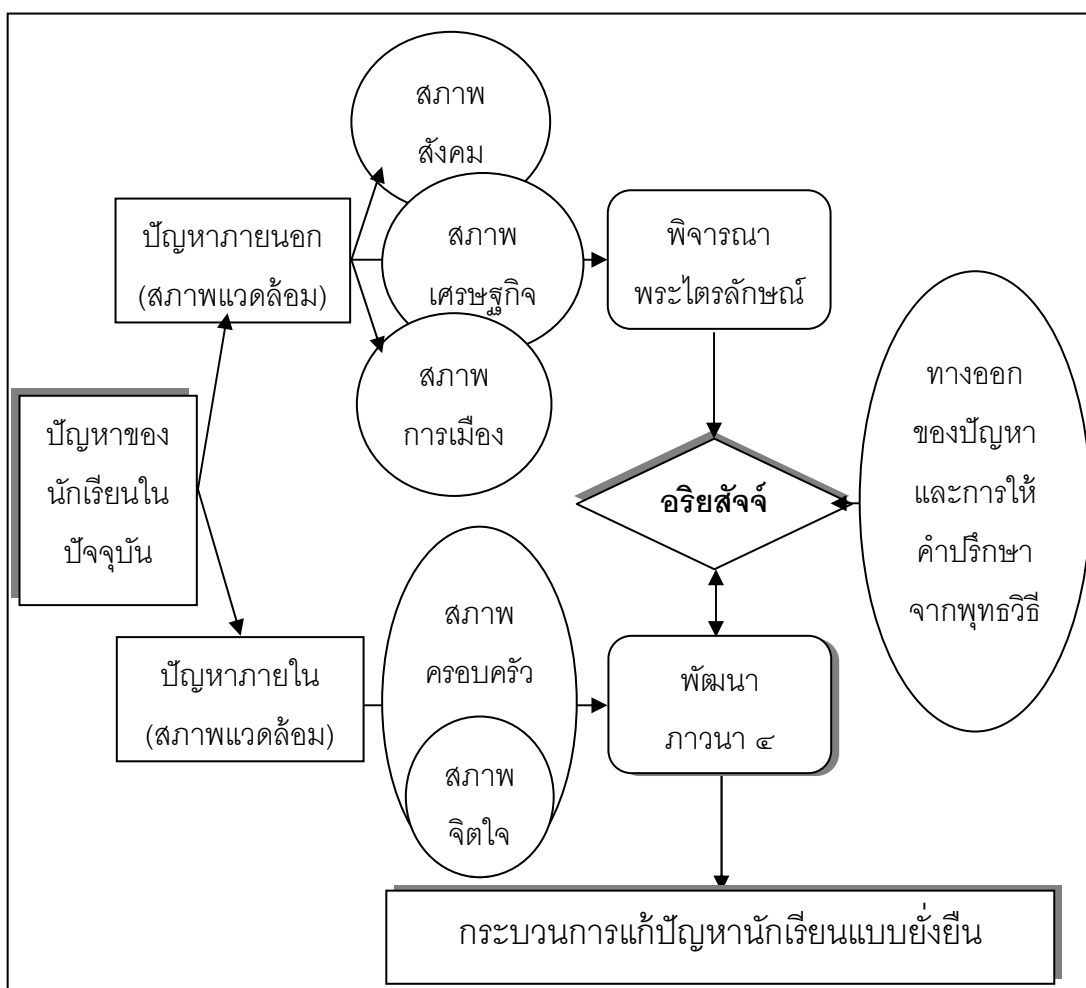 สภาพ
สังคม
ปัญหาภายนอก
(สภาพแวดล้อม)
สภาพ
เศรษฐกิจ
พิจารณา
พระไตรลักษณ์
สภาพ
การเมือง
ปัญหาของ
นักเรียนใน
ปัจจุบัน
อริยสัจจ์
ทางออก
ของปัญหา
และการให้
คำปรึกษา
จากพุทธวิธี
ปัญหาภายใน
(สภาพแวดล้อม)
สภาพ
ครอบครัว
สภาพ
จิตใจ
พัฒนา
ภาวนา ๔
กระบวนการแก้ปัญหานักเรียนแบบยั่งยืน